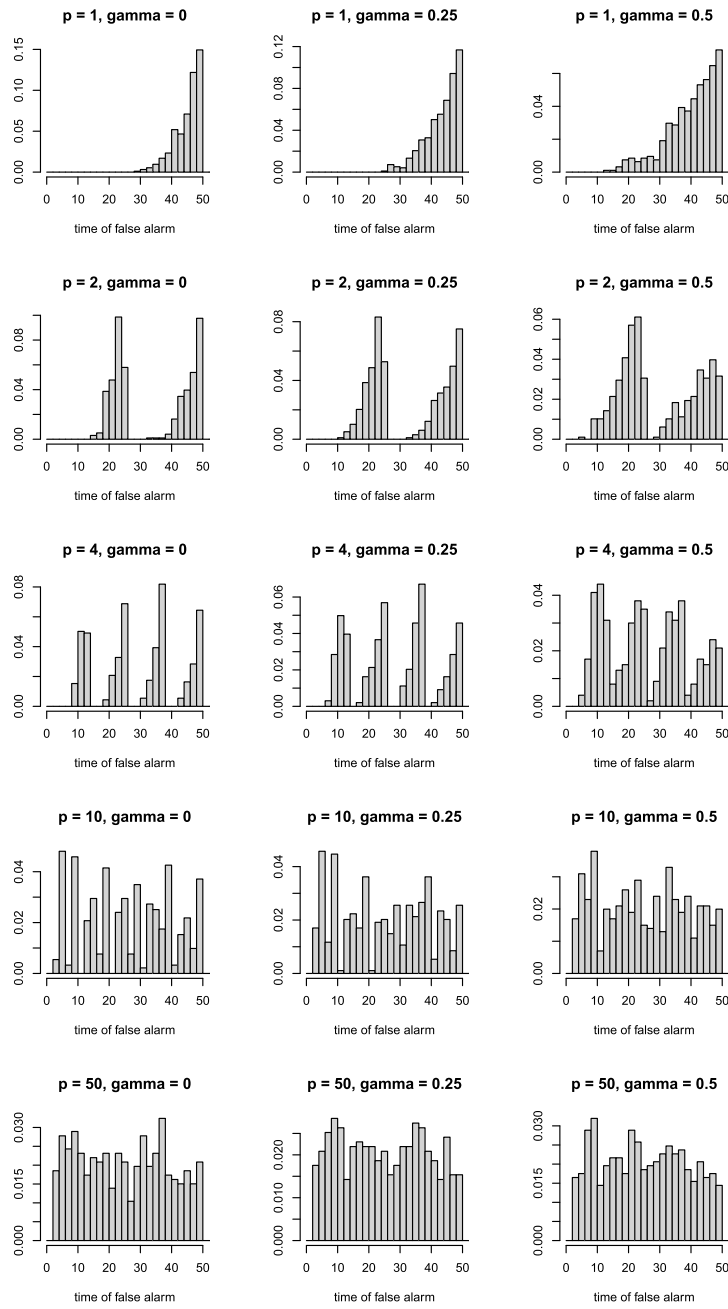 p = 1, gamma = 0
p = 1, gamma = 0.25
p = 1, gamma = 0.5
0.00 0.05 0.10 0.15
0.00 0.04 0.08 0.12
0.00 0.04
0 10 20 30 40 50
0 10 20 30 40 50
0 10 20 30 40 50
time of false alarm
time of false alarm
time of false alarm
p = 2, gamma = 0
p = 2, gamma = 0.25
p = 2, gamma = 0.5
0.00 0.04 0.08
0.00 0.04 0.08
0.00 0.02 0.04 0.06
0 10 20 30 40 50
0 10 20 30 40 50
0 10 20 30 40 50
time of false alarm
time of false alarm
time of false alarm
p = 4, gamma = 0
p = 4, gamma = 0.25
p = 4, gamma = 0.5
0.00 0.04 0.08
0.00 0.02 0.04 0.06
0.00 0.02 0.04
0 10 20 30 40 50
0 10 20 30 40 50
0 10 20 30 40 50
time of false alarm
time of false alarm
time of false alarm
p = 10, gamma = 0
p = 10, gamma = 0.25
p = 10, gamma = 0.5
0.00 0.02 0.04
0.00 0.02 0.04
0.00 0.02
0 10 20 30 40 50
0 10 20 30 40 50
0 10 20 30 40 50
time of false alarm
time of false alarm
time of false alarm
p = 50, gamma = 0
p = 50, gamma = 0.25
p = 50, gamma = 0.5
0.000 0.015 0.030
0.000 0.010 0.020
0.000 0.015 0.030
0 10 20 30 40 50
0 10 20 30 40 50
0 10 20 30 40 50
time of false alarm
time of false alarm
time of false alarm